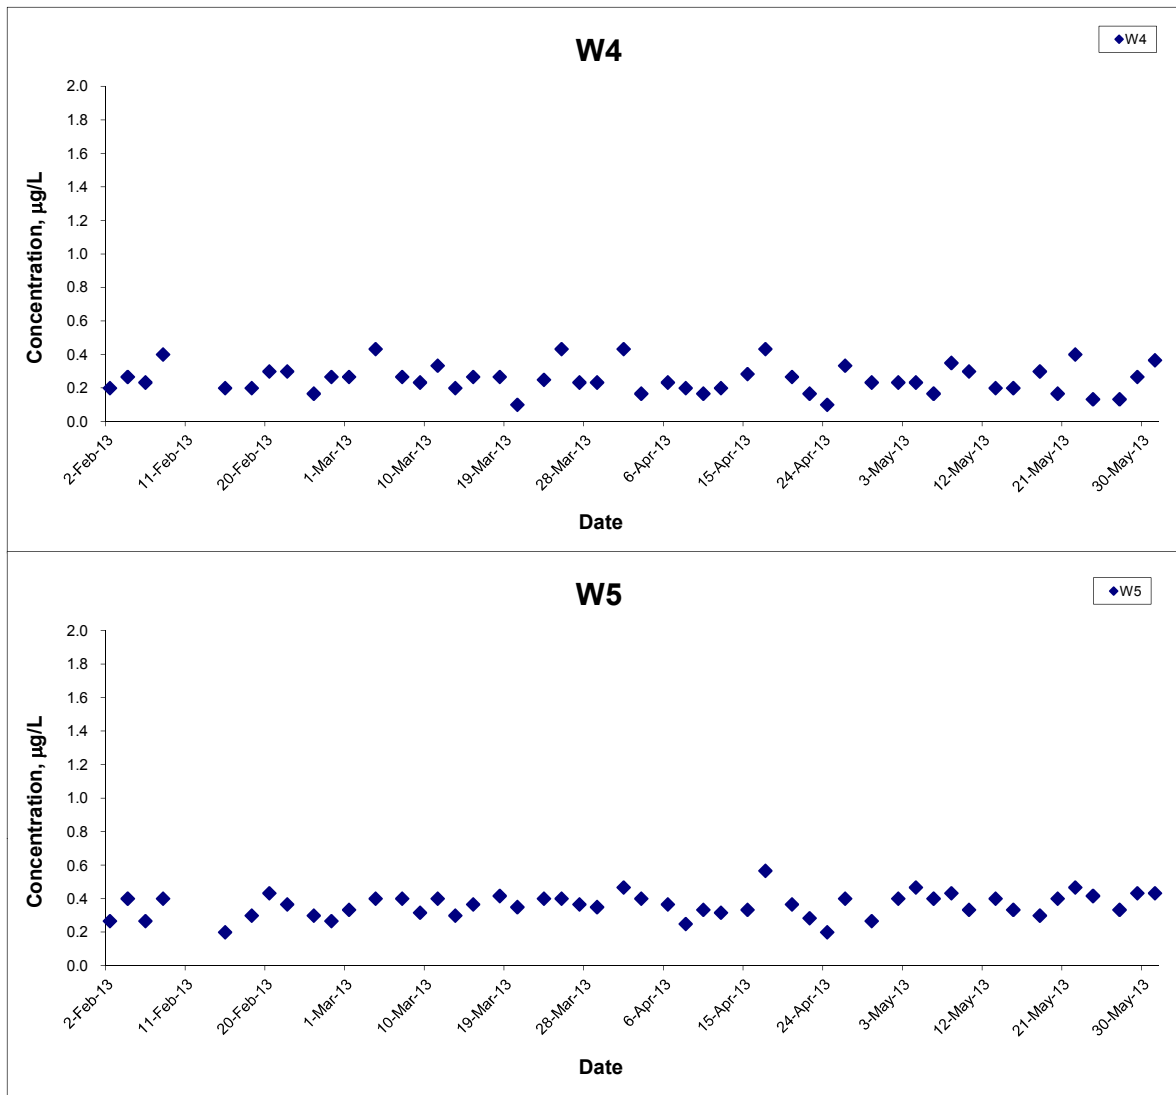 W4
W4
2.0
1.8
1.6
1.4
1.2
1.0
0.8
0.6
0.4
0.2
0.0
Concentration, µg/L
2-Feb-13
11-Feb-13
20-Feb-13
1-Mar-13
10-Mar-13
19-Mar-13
28-Mar-13
6-Apr-13
15-Apr-13
24-Apr-13
3-May-13
12-May-13
21-May-13
30-May-13
Date
W5
W5
2.0
1.8
1.6
1.4
1.2
1.0
0.8
0.6
0.4
0.2
0.0
Concentration, µg/L
2-Feb-13
11-Feb-13
20-Feb-13
1-Mar-13
10-Mar-13
19-Mar-13
28-Mar-13
6-Apr-13
15-Apr-13
24-Apr-13
3-May-13
12-May-13
21-May-13
30-May-13
Date